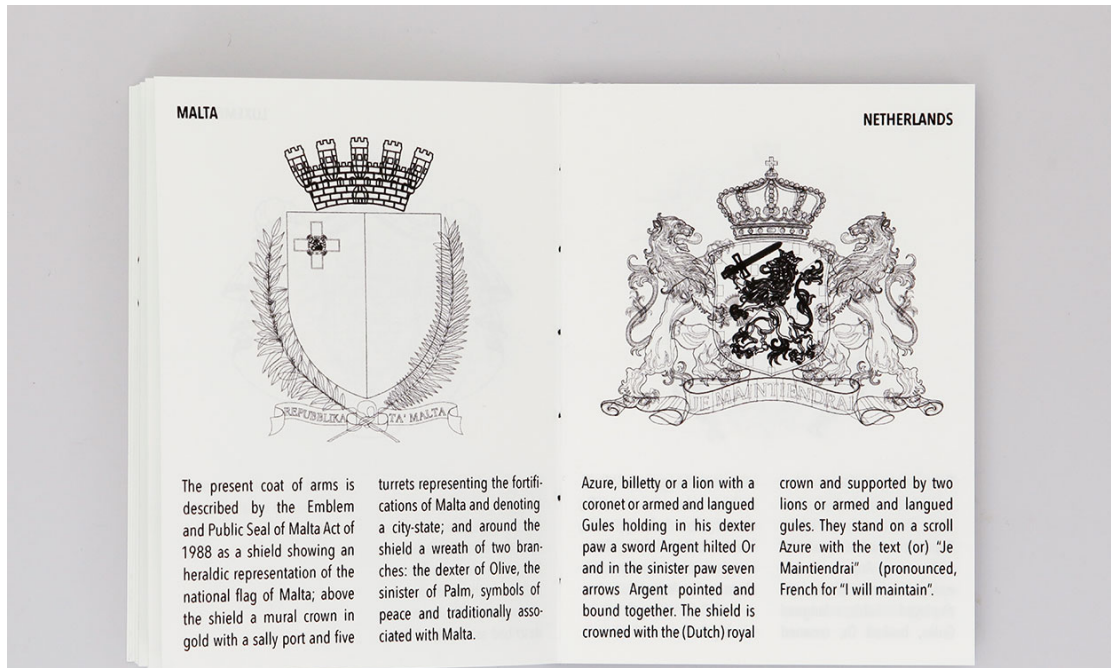 MALTA
REPUBBLIKA TA' MALTA
The present coat of arms is
described by the Emblem
and Public Seal of Malta Act of
1988 as a shield showing an
heraldic representation of the
national flag of Malta; above
the shield a mural crown in
gold with a sally port and five
turrets representing the fortifi-
cations of Malta and denoting
a city-state; and around the
shield a wreath of two bran-
ches: the dexter of Olive, the
sinister of Palm, symbols of
peace and traditionally asso-
ciated with Malta.
NETHERLANDS
JE MAINTIENDRAI
Azure, billetty or a lion with a
coronet or armed and langued
Gules holding in his dexter
paw a sword Argent hilted Or
and in the sinister paw seven
arrows Argent pointed and
bound together. The shield is
crowned with the (Dutch) royal
crown and supported by two
lions or armed and langued
gules. They stand on a scroll
Azure with the text (or) "Je
Maintiendrai" (pronounced,
French for "I will maintain".